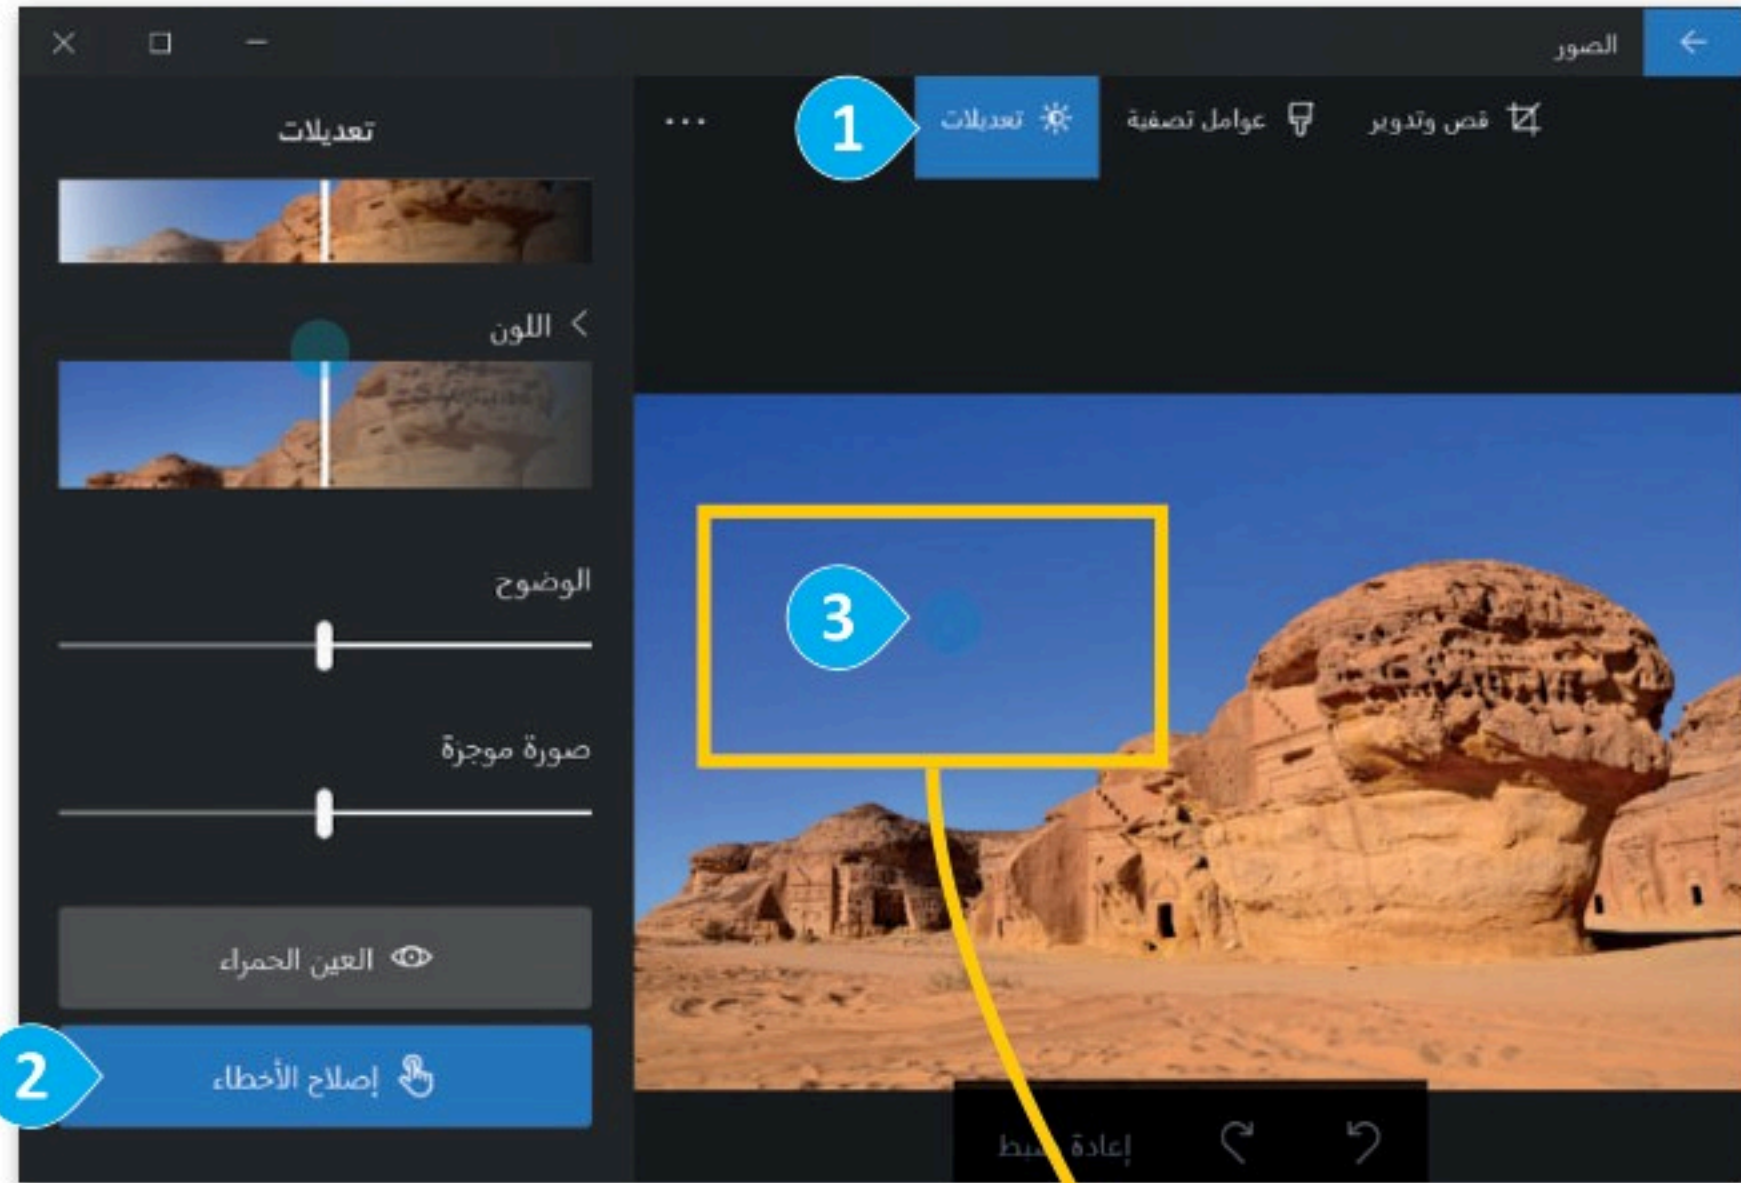 الصور
قص وتدوير
عوامل تصفية
تعديلات
1
...
تعديلات
اللون
3
الوضوح
صورة موجزة
العين الحمراء
2
إصلاح الأخطاء
إعادة ضبط